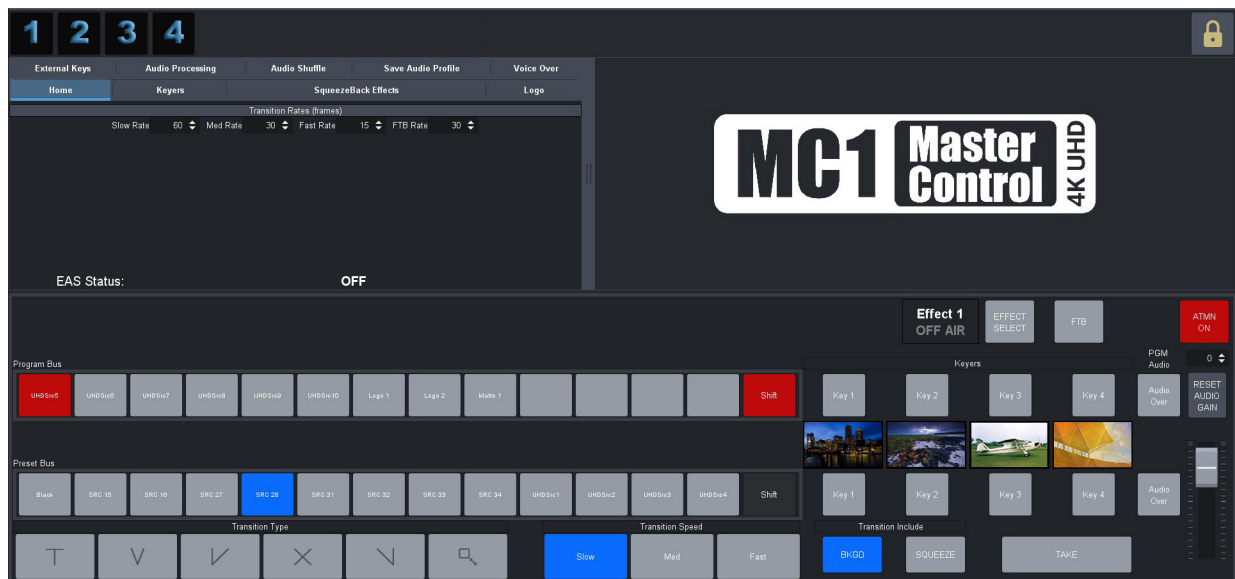 1 2 3 4
External Keys Audio Processing Audio Shuffle Save Audio Profile Voice Over
Home Keyers SqueezeBack Effects Logo
Transition Rates (frames)
Slow Rate 60 Med Rate 30 Fast Rate 15 FTB Rate 30
MC1 Master Control 4K UHD
EAS Status: OFF
Effect 1
OFF AIR
EFFECT SELECT
FTB
ATMN ON
Program Bus
Keyers
PGM Audio
0
UHDSrc5 UHDSrc6 UHDSrc7 UHDSrc8 UHDSrc9 UHDSrc10 Logo 1 Logo 2 Matte 1 Shift
Key 1 Key 2 Key 3 Key 4
Audio Over
RESET AUDIO GAIN
Preset Bus
Black SRC 15 SRC 16 SRC 27 SRC 28 SRC 31 SRC 32 SRC 33 SRC 34 UHDSrc1 UHDSrc2 UHDSrc3 UHDSrc4 Shift
Key 1 Key 2 Key 3 Key 4
Audio Over
Transition Type Transition Speed Transition Include
Slow Med Fast BKGD SQUEEZE TAKE